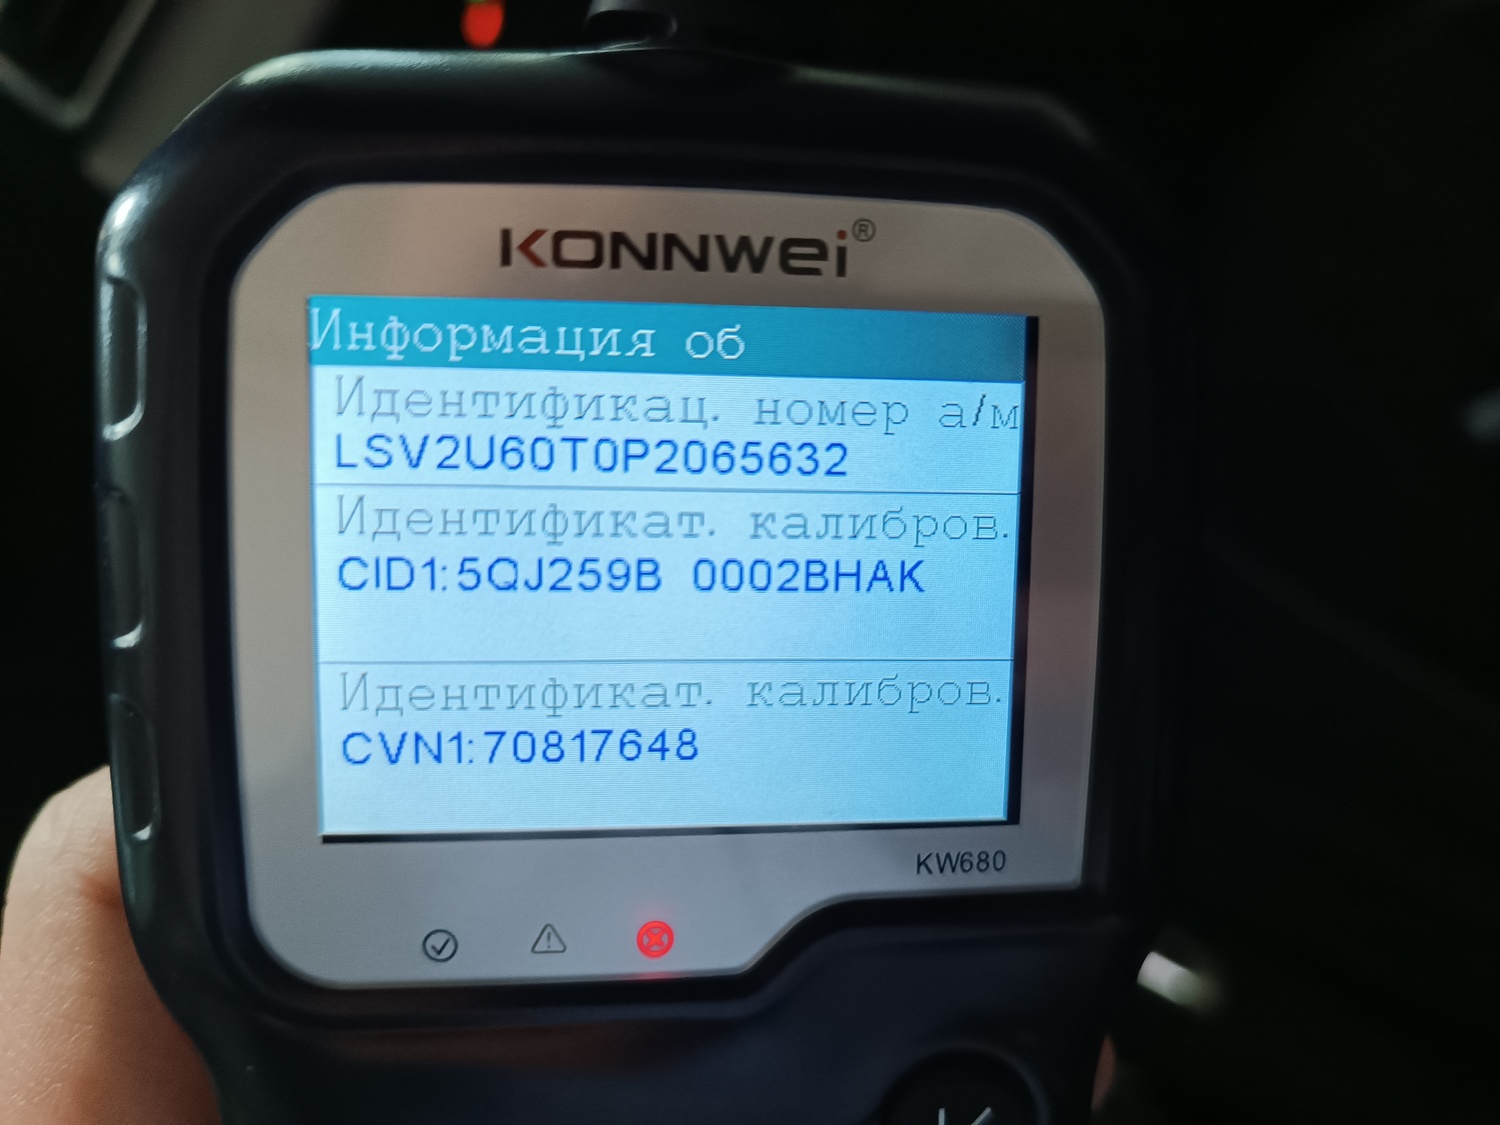 KONNWEI®
Информация об
Идентификац. номер а/м
LSV2U60T0P2065632
Идентификат. калибров.
CID1:5QJ259B 0002BHAK
Идентификат. калибров.
CVN1:70817648
KW680